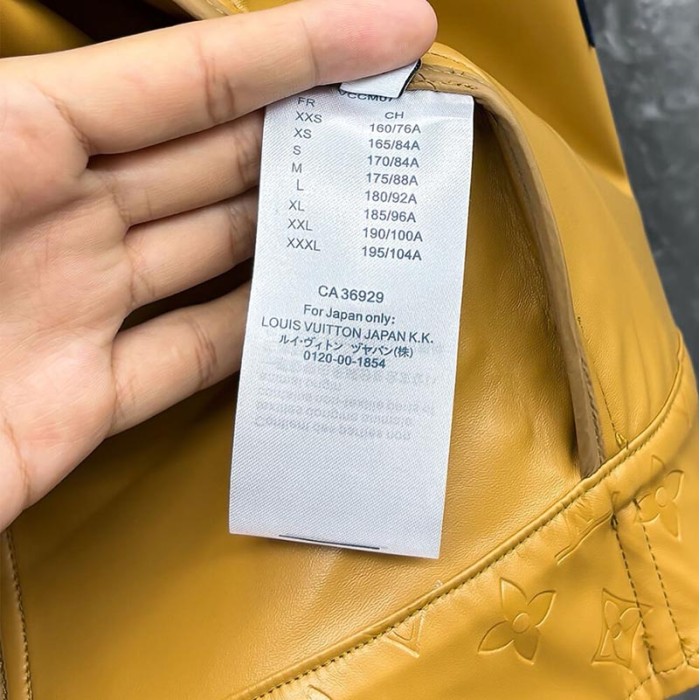 FR CH
XXS 160/76A
XS 165/84A
S 170/84A
M 175/88A
L 180/92A
XL 185/96A
XXL 190/100A
XXXL 195/104A
CA 36929
For Japan only:
LOUIS VUITTON JAPAN K.K.
ルイ・ヴィトン ヅャパン(株)
0120-00-1854